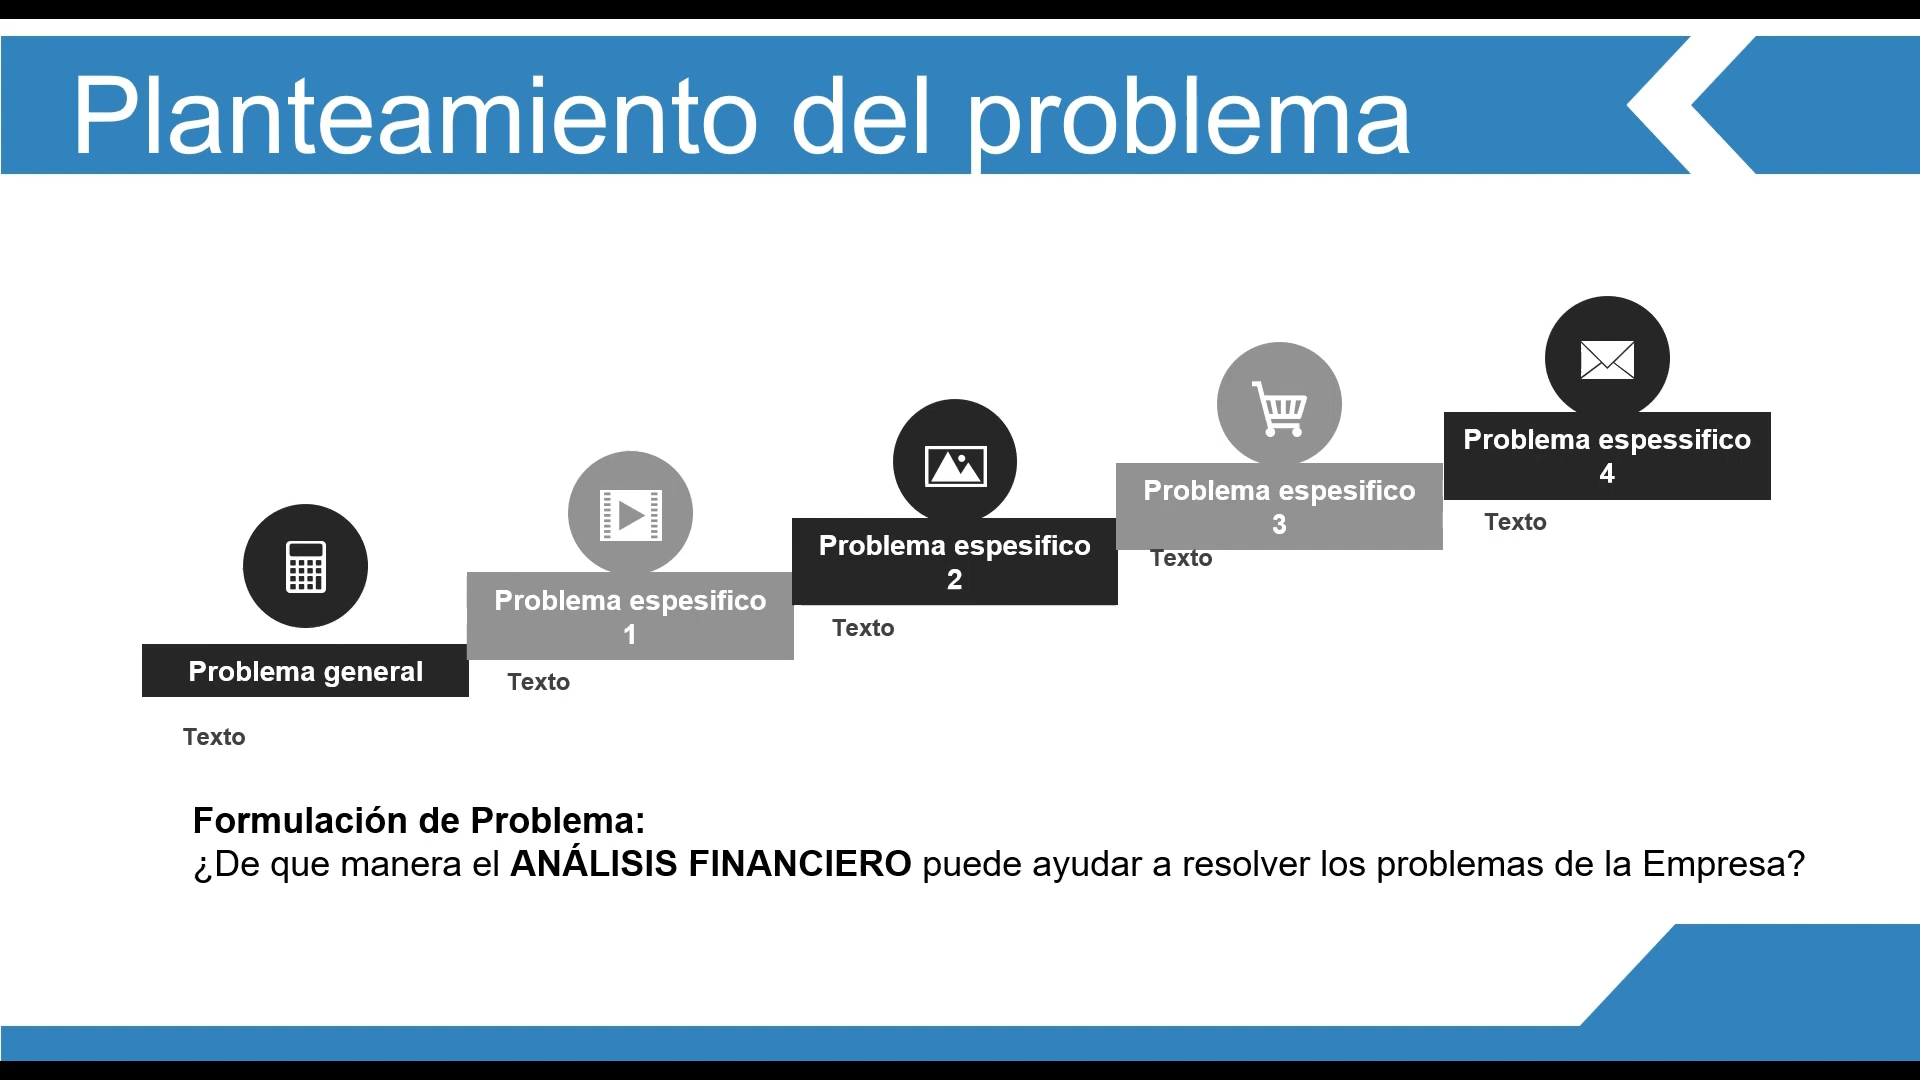 Planteamiento del problema
Problema general
Texto
Problema espesifico
1
Texto
Problema espesifico
2
Texto
Problema espesifico
3
Texto
Problema espessifico
4
Texto
Formulación de Problema:
¿De que manera el ANÁLISIS FINANCIERO puede ayudar a resolver los problemas de la Empresa?